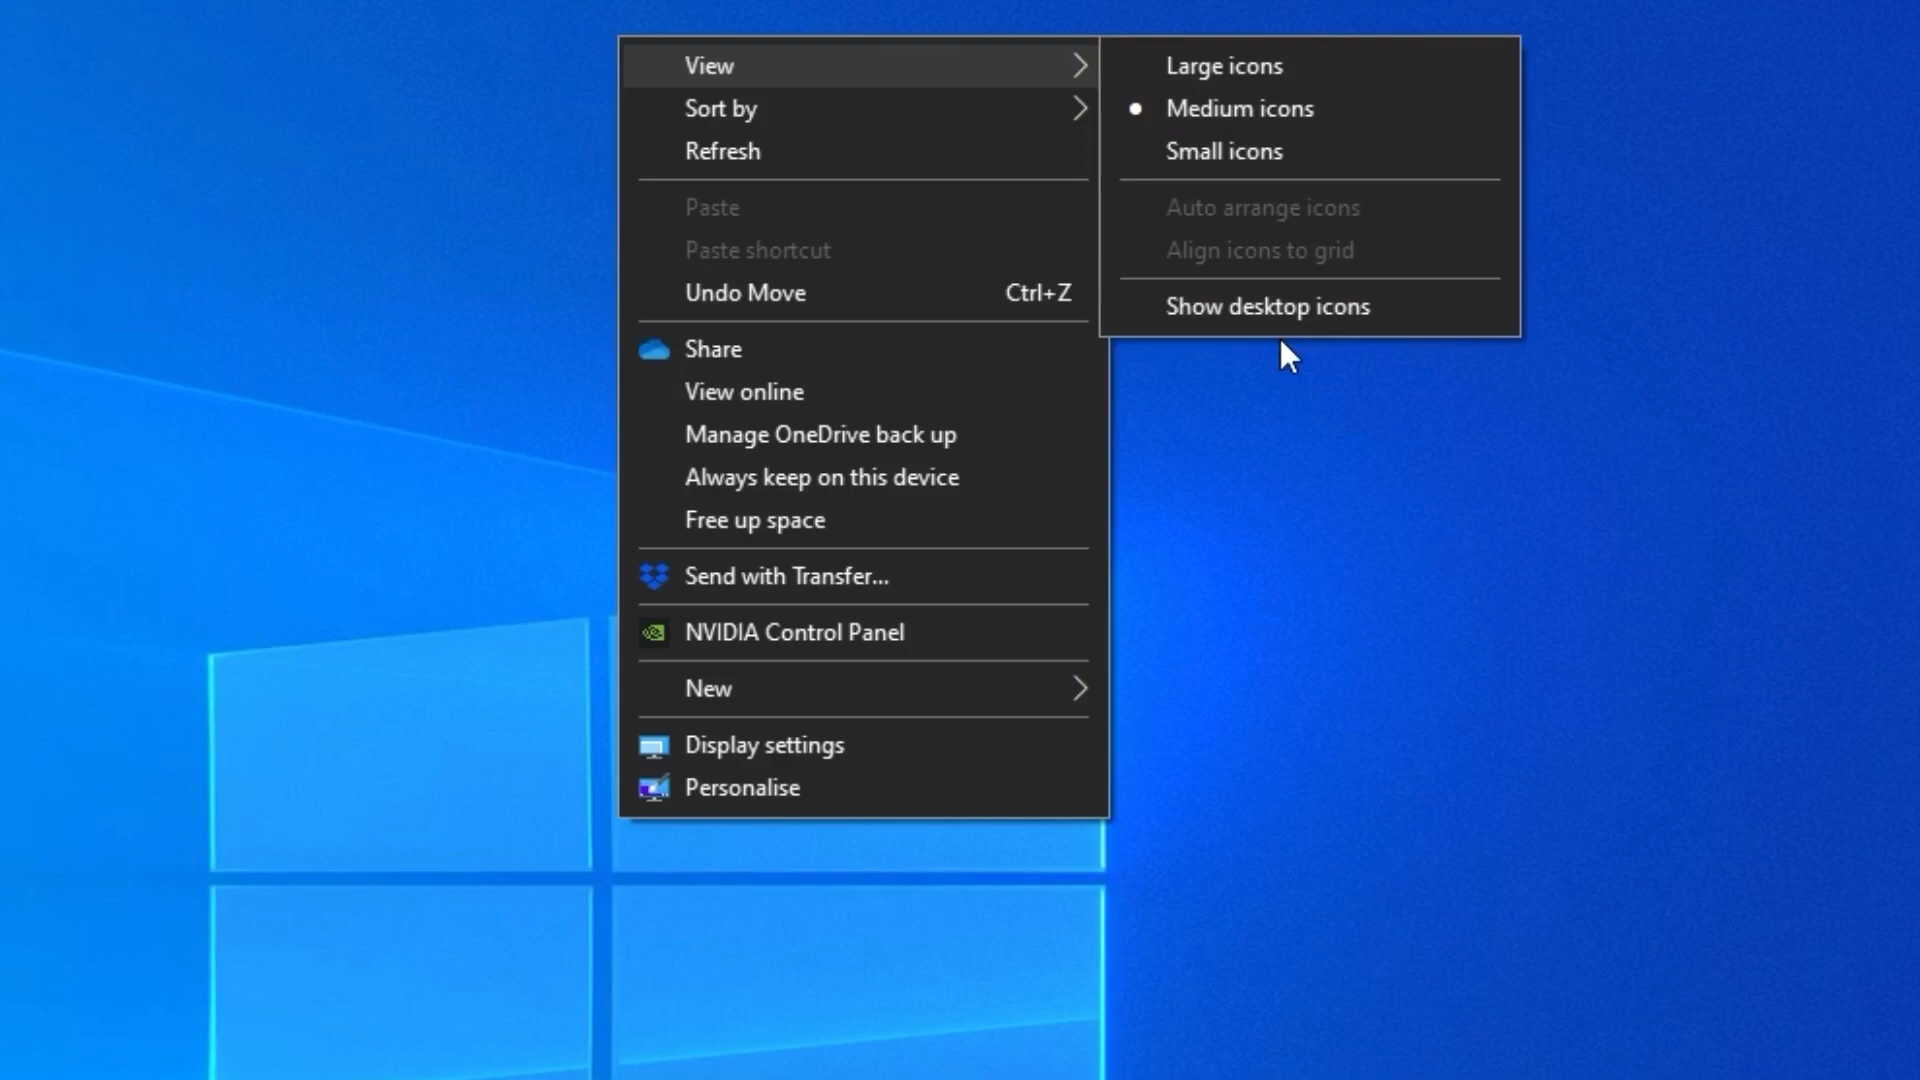 View
Sort by
Refresh
Paste
Paste shortcut
Undo Move Ctrl+Z
Share
View online
Manage OneDrive back up
Always keep on this device
Free up space
Send with Transfer...
NVIDIA Control Panel
New
Display settings
Personalise
Large icons
Medium icons
Small icons
Auto arrange icons
Align icons to grid
Show desktop icons